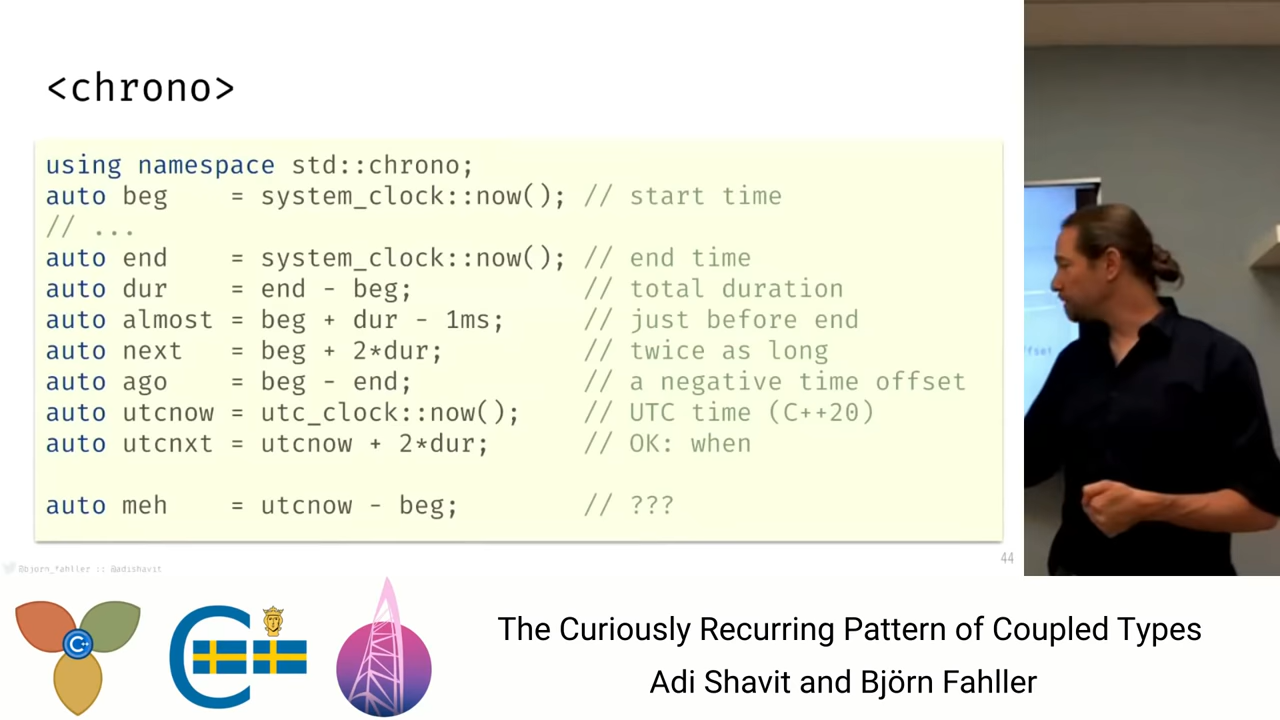 <chrono>
using namespace std::chrono;
auto beg    = system_clock::now(); // start time
// ...
auto end    = system_clock::now(); // end time
auto dur    = end - beg;           // total duration
auto almost = beg + dur - 1ms;     // just before end
auto next   = beg + 2*dur;         // twice as long
auto ago    = beg - end;           // a negative time offset
auto utcnow = utc_clock::now();    // UTC time (C++20)
auto utcnxt = utcnow + 2*dur;      // OK: when
auto meh    = utcnow - beg;        // ???
@bjorn_fahller :: @adishavit
44
ffset
C++
The Curiously Recurring Pattern of Coupled Types
Adi Shavit and Björn Fahller